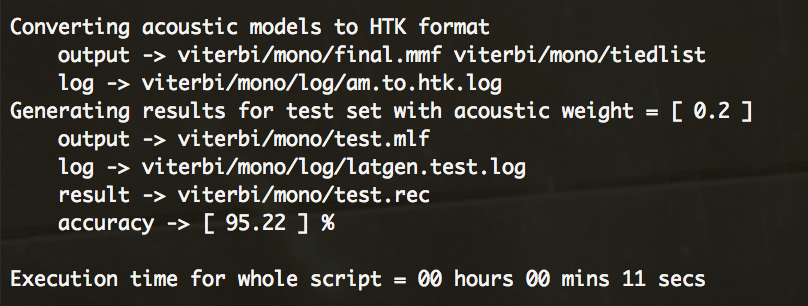 Converting acoustic models to HTK format
output -> viterbi/mono/final.mmf viterbi/mono/tiedlist
log -> viterbi/mono/log/am.to.htk.log
Generating results for test set with acoustic weight = [ 0.2 ]
output -> viterbi/mono/test.mlf
log -> viterbi/mono/log/latgen.test.log
result -> viterbi/mono/test.rec
accuracy -> [ 95.22 ] %
Execution time for whole script = 00 hours 00 mins 11 secs